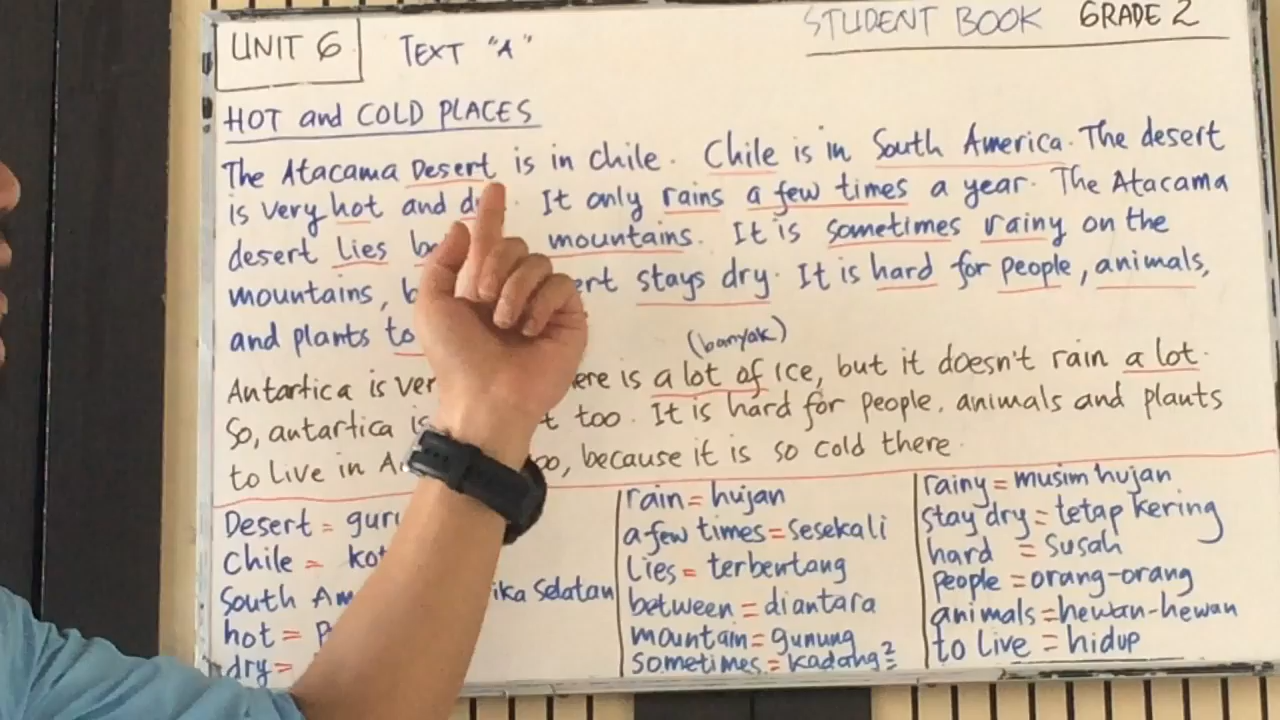 UNIT 6 TEXT "A" STUDENT BOOK GRADE 2
HOT and COLD PLACES
The Atacama Desert is in chile. Chile is in South America. The desert
is very hot and It only rains a few times a year. The Atacama
desert lies mountains. It is sometimes rainy on the
mountains, stays dry. It is hard for people, animals,
and plants to
(banyak)
Antartica is is a lot of ice, but it doesn't rain a lot.
So, antartica is too. It is hard for people, animals and plants
to live in because it is so cold there.
Desert =
Chile =
South Selatan
hot =
dry=
rain = hujan
a few times = sesekali
Lies = terbentang
between = diantara
mountain = gunung
sometimes = kadang2
rainy = musim hujan
stay dry = tetap kering
hard = susah
people = orang-orang
animals = hewan-hewan
to live = hidup